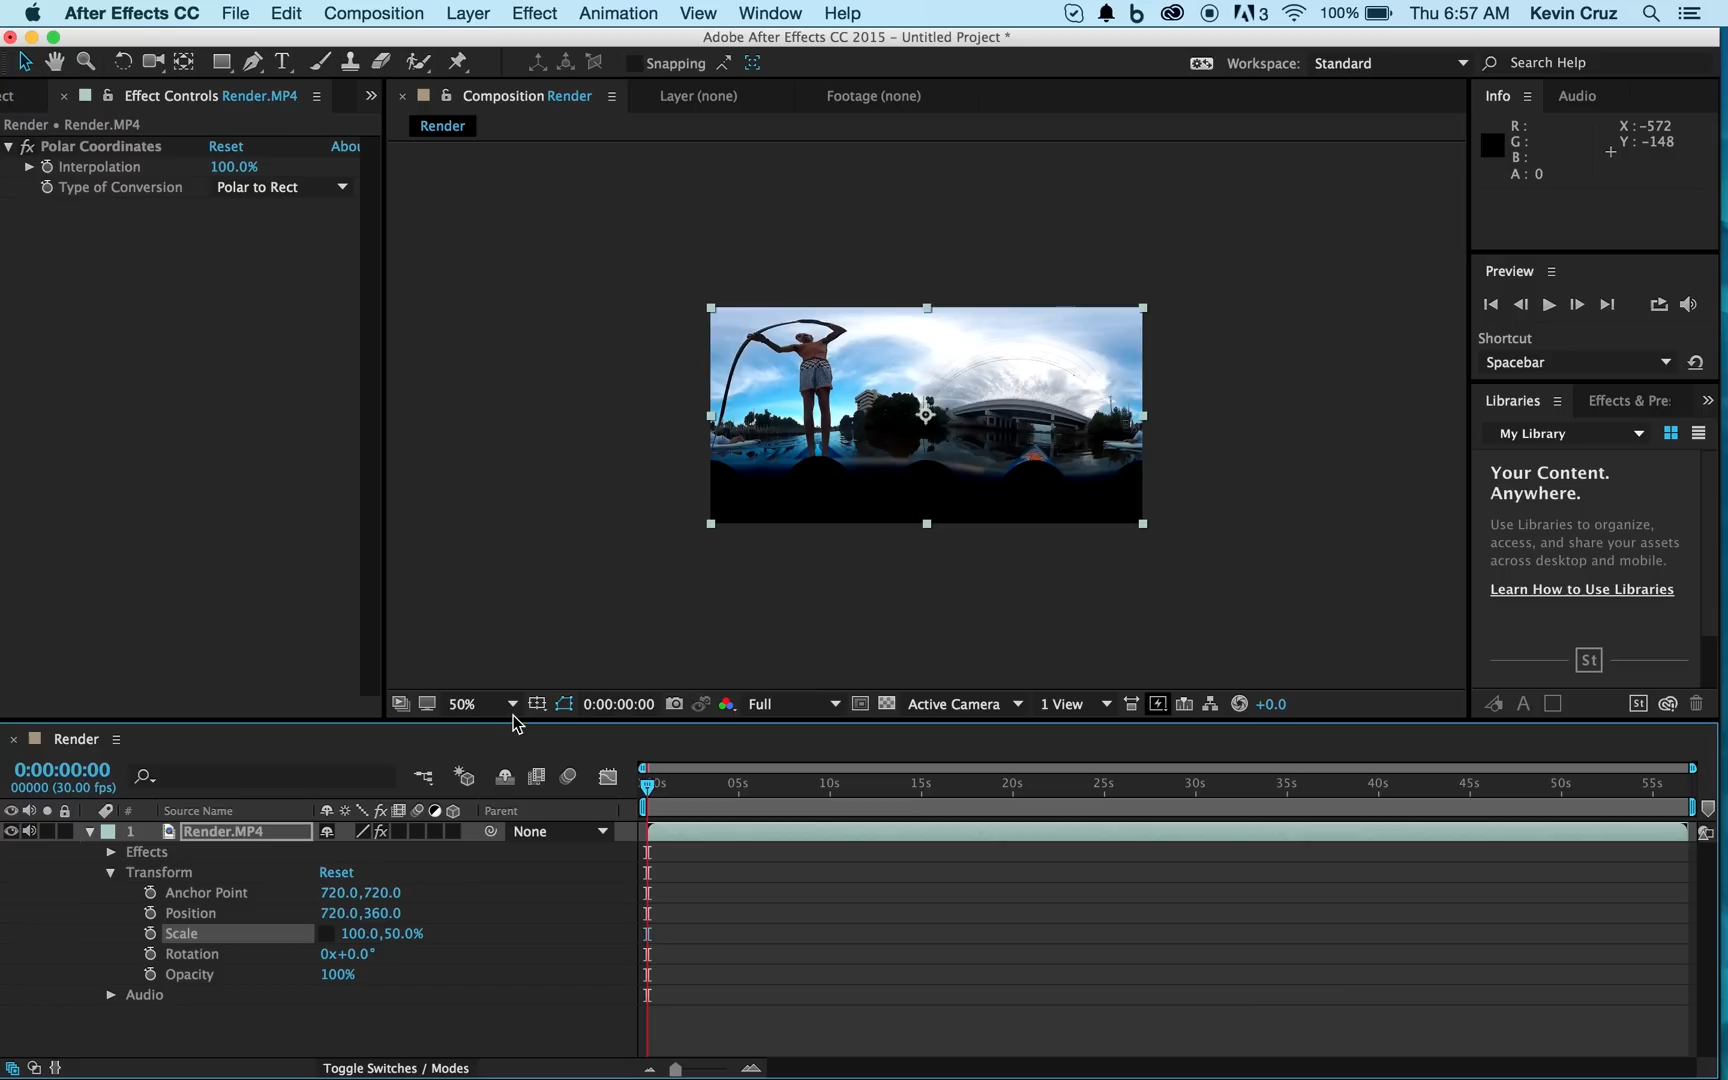 After Effects CC File Edit Composition Layer Effect Animation View Window Help 3 100% Thu 6:57 AM Kevin Cruz
Adobe After Effects CC 2015 - Untitled Project *
Snapping Workspace: Standard Search Help
ect Effect Controls Render.MP4
Render • Render.MP4
fx Polar Coordinates Reset Abou
Interpolation 100.0%
Type of Conversion Polar to Rect
Composition Render Layer (none) Footage (none)
Render
Info Audio
R: X: -572
G: Y: -148
B:
A: 0
Preview
Shortcut
Spacebar
Libraries Effects & Pre:
My Library
Your Content.
Anywhere.
Use Libraries to organize,
access, and share your assets
across desktop and mobile.
Learn How to Use Libraries
St
50% 0:00:00:00 Full Active Camera 1 View +0.0
A St
Render
0:00:00:00
00000 (30.00 fps)
0s 05s 10s 15s 20s 25s 30s 35s 40s 45s 50s 55s
# Source Name fx Parent
1 Render.MP4 fx None
Effects
Transform Reset
Anchor Point 720.0,720.0
Position 720.0,360.0
Scale 100.0,50.0%
Rotation 0x+0.0°
Opacity 100%
Audio
Toggle Switches / Modes